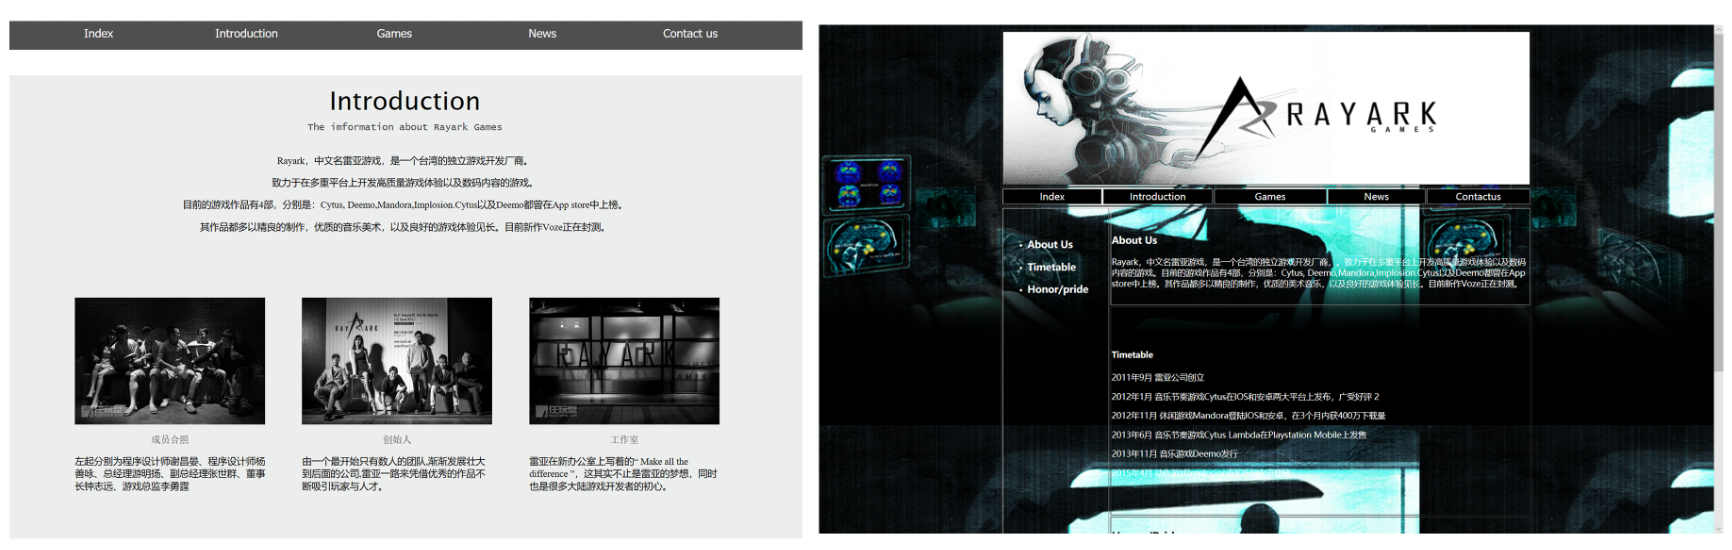 Index Introduction Games News Contact us
Introduction
The imformation about Rayark Games
Rayark，中文名雷亚游戏，是一个台湾的独立游戏开发厂商。
致力于在多重平台上开发高质量游戏体验以及数码内容的游戏。
目前的游戏作品有4部，分别是：Cytus, Deemo,Mandora,Implosion.Cytus以及Deemo都曾在App store中上榜。
其作品都多以精良的制作，优质的音乐美术，以及良好的游戏体验见长。目前新作Voze正在封测。
RAYARK
RAYARK
任玩堂
任玩堂
成员合照
创始人
工作室
左起分别为程序设计师谢昌晏、程序设计师杨
善咏、总经理游明扬、副总经理张世群、董事
长钟志远、游戏总监李勇霆
由一个最开始只有数人的团队,渐渐发展壮大
到后面的公司,雷亚一路来凭借优秀的作品不
断吸引玩家与人才。
雷亚在新办公室上写着的“ Make all the
difference ”，这其实不止是雷亚的梦想，同时
也是很多大陆游戏开发者的初心。
RAYARK
GAMES
Index Introduction Games News Contactus
About Us
Timetable
Honor/pride
About Us
Rayark，中文名雷亚游戏，是一个台湾的独立游戏开发厂商，。致力于在多重平台上开发高质量游戏体验以及数码
内容的游戏。目前的游戏作品有4部，分别是：Cytus, Deemo,Mandora,Implosion.Cytus以及Deemo都曾在App
store中上榜。其作品都多以精良的制作，优质的美术音乐，以及良好的游戏体验见长。目前新作Voze正在封测。
Timetable
2011年9月 雷亚公司创立
2012年1月 音乐节奏游戏Cytus在IOS和安卓两大平台上发布，广受好评 2
2012年11月 休闲游戏Mandora登陆IOS和安卓，在3个月内获400万下载量
2013年6月 音乐节奏游戏Cytus Lambda在Playstation Mobile上发售
2013年11月 音乐游戏Deemo发行